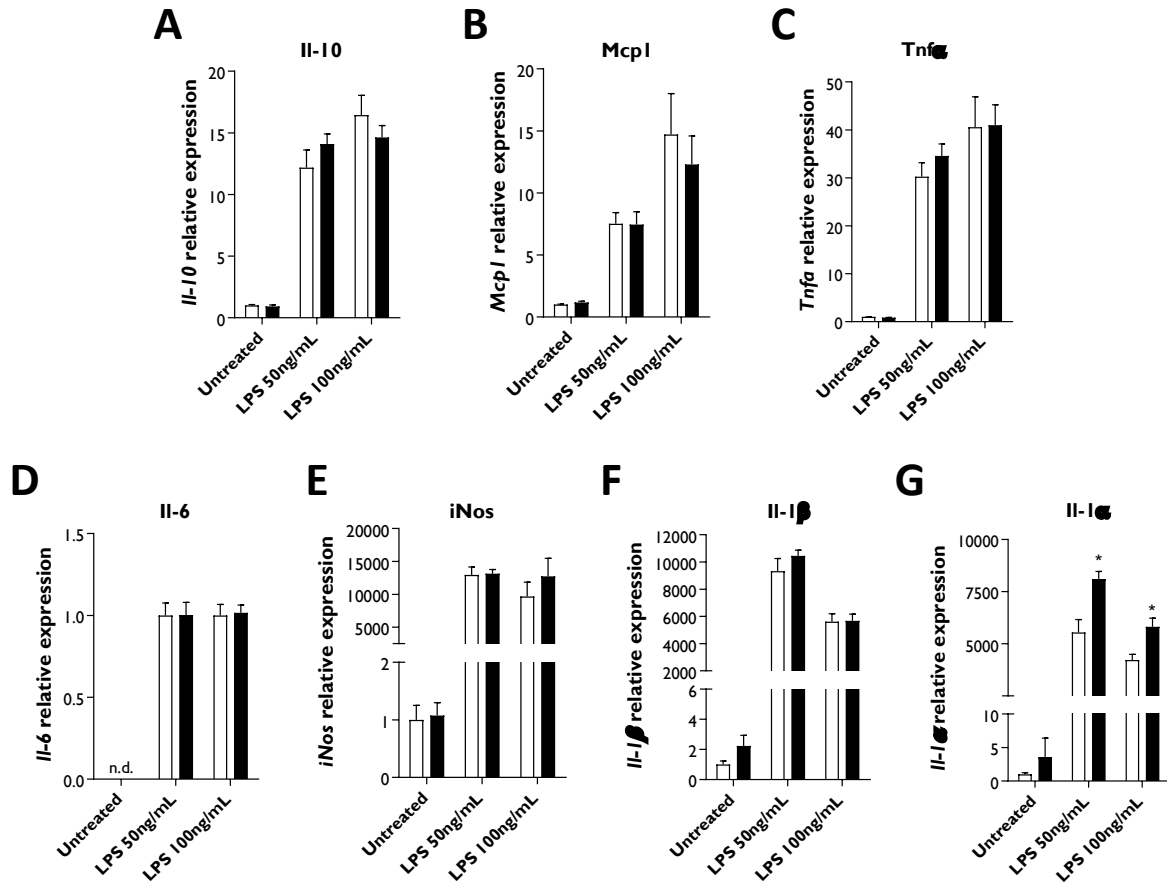 A
Il-10
Il-10 relative expression
20
15
10
5
0
Untreated
LPS 50ng/mL
LPS 100ng/mL
B
Mcp1
Mcp1 relative expression
20
15
10
5
0
Untreated
LPS 50ng/mL
LPS 100ng/mL
C
Tnfα
Tnfa relative expression
50
40
30
20
10
0
Untreated
LPS 50ng/mL
LPS 100ng/mL
D
Il-6
Il-6 relative expression
1.5
1.0
0.5
0.0
n.d.
Untreated
LPS 50ng/mL
LPS 100ng/mL
E
iNos
iNos relative expression
20000
15000
10000
5000
2
1
0
Untreated
LPS 50ng/mL
LPS 100ng/mL
F
Il-1β
Il-1β relative expression
12000
10000
8000
6000
4000
2000
6
4
2
0
Untreated
LPS 50ng/mL
LPS 100ng/mL
G
Il-1α
Il-1α relative expression
10000
7500
5000
10
5
0
*
*
Untreated
LPS 50ng/mL
LPS 100ng/mL